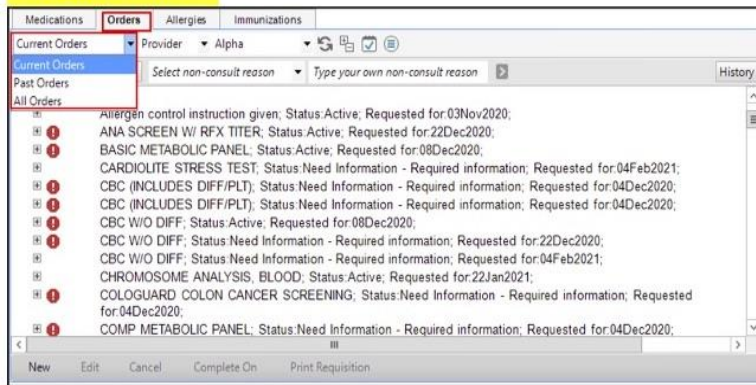 Medications Orders Allergies Immunizations
Current Orders Provider Alpha
Current Orders Select non-consult reason Type your own non-consult reason History
Past Orders
All Orders
Allergen control instruction given; Status:Active; Requested for:03Nov2020;
ANA SCREEN W/ RFX TITER; Status:Active; Requested for:22Dec2020;
BASIC METABOLIC PANEL; Status:Active; Requested for:08Dec2020;
CARDIOLITE STRESS TEST; Status:Need Information - Required information; Requested for:04Feb2021;
CBC (INCLUDES DIFF/PLT); Status:Need Information - Required information; Requested for:04Dec2020;
CBC (INCLUDES DIFF/PLT); Status:Need Information - Required information; Requested for:04Dec2020;
CBC W/O DIFF; Status:Active; Requested for:08Dec2020;
CBC W/O DIFF; Status:Need Information - Required information; Requested for:22Dec2020;
CBC W/O DIFF; Status:Need Information - Required information; Requested for:04Feb2021;
CHROMOSOME ANALYSIS, BLOOD; Status:Active; Requested for:22Jan2021;
COLOGUARD COLON CANCER SCREENING; Status:Need Information - Required information; Requested
for:04Dec2020;
COMP METABOLIC PANEL; Status:Need Information - Required information; Requested for:04Dec2020;
New Edit Cancel Complete On Print Requisition